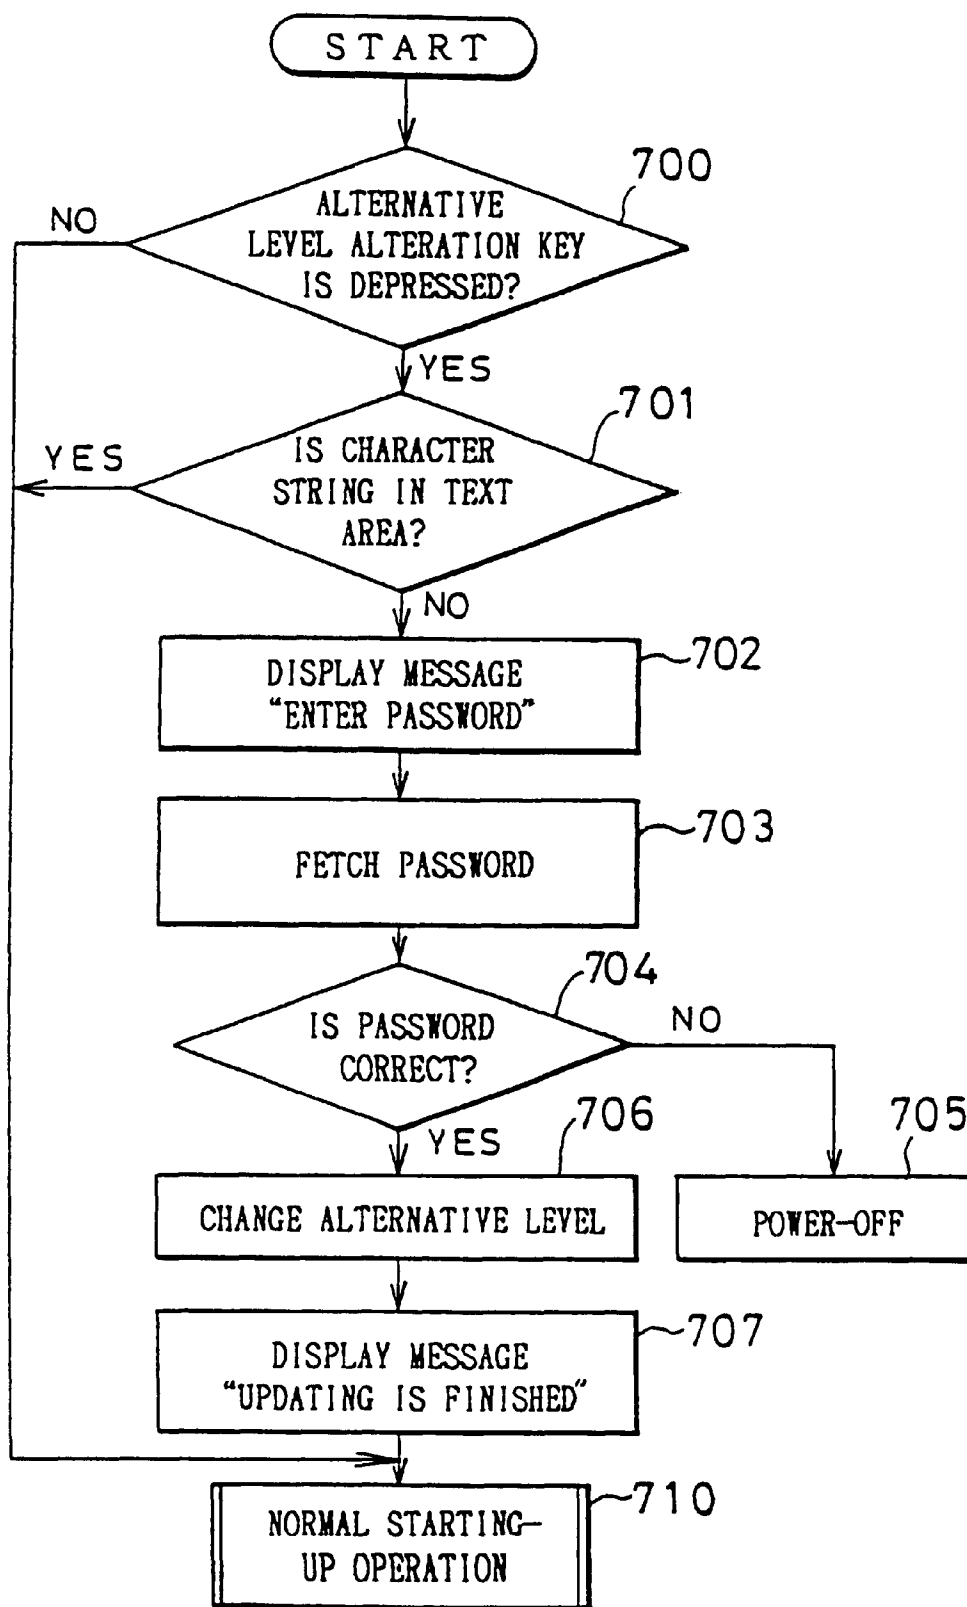 START
700
ALTERNATIVE
LEVEL ALTERATION KEY
IS DEPRESSED?
NO
YES
701
IS CHARACTER
STRING IN TEXT
AREA?
YES
NO
702
DISPLAY MESSAGE
“ENTER PASSWORD”
703
FETCH PASSWORD
704
IS PASSWORD
CORRECT?
NO
YES
706
705
CHANGE ALTERNATIVE LEVEL
POWER-OFF
707
DISPLAY MESSAGE
“UPDATING IS FINISHED”
710
NORMAL STARTING-
UP OPERATION